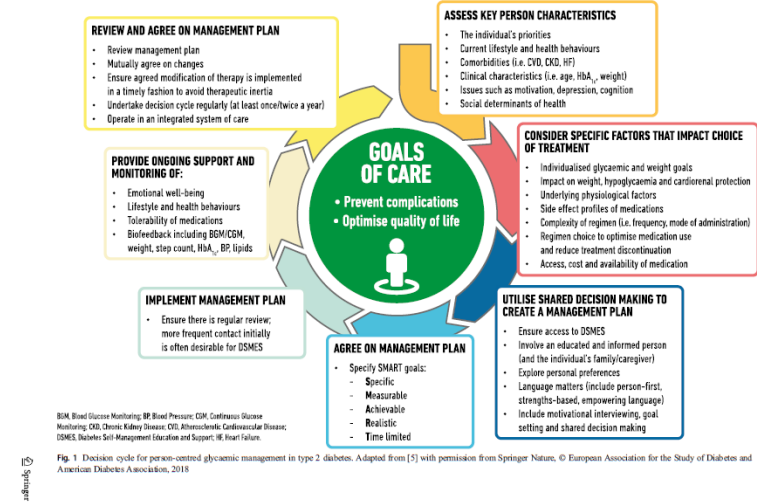 REVIEW AND AGREE ON MANAGEMENT PLAN
• Review management plan
• Mutually agree on changes
• Ensure agreed modification of therapy is implemented
in a timely fashion to avoid therapeutic inertia
• Undertake decision cycle regularly (at least once/twice a year)
• Operate in an integrated system of care
ASSESS KEY PERSON CHARACTERISTICS
• The individual's priorities
• Current lifestyle and health behaviours
• Comorbidities (i.e. CVD, CKD, HF)
• Clinical characteristics (i.e. age, HbA1c, weight)
• Issues such as motivation, depression, cognition
• Social determinants of health
CONSIDER SPECIFIC FACTORS THAT IMPACT CHOICE
OF TREATMENT
• Individualised glycaemic and weight goals
• Impact on weight, hypoglycaemia and cardiorenal protection
• Underlying physiological factors
• Side effect profiles of medications
• Complexity of regimen (i.e. frequency, mode of administration)
• Regimen choice to optimise medication use
and reduce treatment discontinuation
• Access, cost and availability of medication
UTILISE SHARED DECISION MAKING TO
CREATE A MANAGEMENT PLAN
• Ensure access to DSMES
• Involve an educated and informed person
(and the individual's family/caregiver)
• Explore personal preferences
• Language matters (include person-first,
strengths-based, empowering language)
• Include motivational interviewing, goal
setting and shared decision making
AGREE ON MANAGEMENT PLAN
• Specify SMART goals:
- Specific
- Measurable
- Achievable
- Realistic
- Time limited
IMPLEMENT MANAGEMENT PLAN
• Ensure there is regular review;
more frequent contact initially
is often desirable for DSMES
PROVIDE ONGOING SUPPORT AND
MONITORING OF:
• Emotional well-being
• Lifestyle and health behaviours
• Tolerability of medications
• Biofeedback including BGM/CGM,
weight, step count, HbA1c, BP, lipids
GOALS
OF CARE
• Prevent complications
• Optimise quality of life
BGM, Blood Glucose Monitoring; BP, Blood Pressure; CGM, Continuous Glucose
Monitoring; CKD, Chronic Kidney Disease; CVD, Atherosclerotic Cardiovascular Disease;
DSMES, Diabetes Self-Management Education and Support; HF, Heart Failure.
Fig. 1 Decision cycle for person-centred glycaemic management in type 2 diabetes. Adapted from [5] with permission from Springer Nature, © European Association for the Study of Diabetes and
American Diabetes Association, 2018
Springer